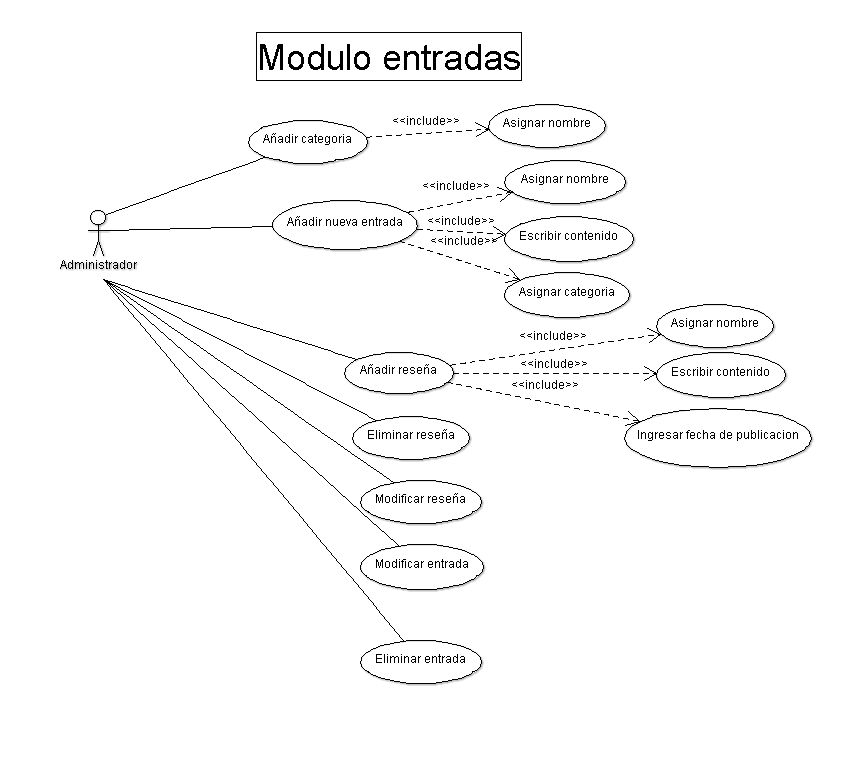 Modulo entradas
Añadir categoria
<<include>>
Asignar nombre
Añadir nueva entrada
<<include>>
Asignar nombre
<<include>>
Escribir contenido
<<include>>
Asignar categoria
Administrador
Añadir reseña
<<include>>
Asignar nombre
<<include>>
Escribir contenido
<<include>>
Ingresar fecha de publicacion
Eliminar reseña
Modificar reseña
Modificar entrada
Eliminar entrada